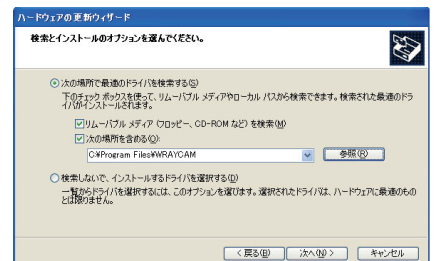 ハードウェアの更新ウィザード
検索とインストールのオプションを選んでください。
次の場所で最適のドライバを検索する(S)
下のチェック ボックスを使って、リムーバブル メディアやローカル パスから検索できます。検索された最適のドラ
イバがインストールされます。
リムーバブル メディア (フロッピー、CD-ROM など) を検索(M)
次の場所を含める(O):
C:¥Program Files¥WRAYCAM
参照(R)
検索しないで、インストールするドライバを選択する(D)
一覧からドライバを選択するには、このオプションを選びます。選択されたドライバは、ハードウェアに最適のもの
とは限りません。
< 戻る(B)
次へ(N) >
キャンセル